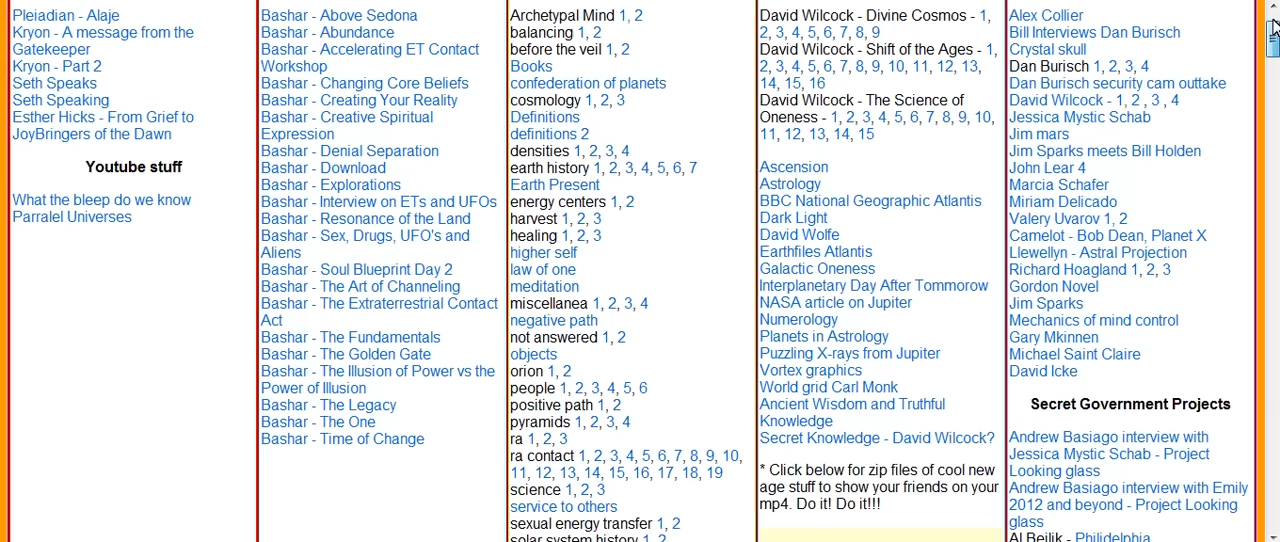 Pleiadian - Alaje
Kryon - A message from the
Gatekeeper
Kryon - Part 2
Seth Speaks
Seth Speaking
Esther Hicks - From Grief to
JoyBringers of the Dawn
Youtube stuff
What the bleep do we know
Parralel Universes
Bashar - Above Sedona
Bashar - Abundance
Bashar - Accelerating ET Contact
Workshop
Bashar - Changing Core Beliefs
Bashar - Creating Your Reality
Bashar - Creative Spiritual
Expression
Bashar - Denial Separation
Bashar - Download
Bashar - Explorations
Bashar - Interview on ETs and UFOs
Bashar - Resonance of the Land
Bashar - Sex, Drugs, UFO's and
Aliens
Bashar - Soul Blueprint Day 2
Bashar - The Art of Channeling
Bashar - The Extraterrestrial Contact
Act
Bashar - The Fundamentals
Bashar - The Golden Gate
Bashar - The Illusion of Power vs the
Power of Illusion
Bashar - The Legacy
Bashar - The One
Bashar - Time of Change
Archetypal Mind 1, 2
balancing 1, 2
before the veil 1, 2
Books
confederation of planets
cosmology 1, 2, 3
Definitions
definitions 2
densities 1, 2, 3, 4
earth history 1, 2, 3, 4, 5, 6, 7
Earth Present
energy centers 1, 2
harvest 1, 2, 3
healing 1, 2, 3
higher self
law of one
meditation
miscellanea 1, 2, 3, 4
negative path
not answered 1, 2
objects
orion 1, 2
people 1, 2, 3, 4, 5, 6
positive path 1, 2
pyramids 1, 2, 3, 4
ra 1, 2, 3
ra contact 1, 2, 3, 4, 5, 6, 7, 8, 9, 10,
11, 12, 13, 14, 15, 16, 17, 18, 19
science 1, 2, 3
service to others
sexual energy transfer 1, 2
solar system history 1, 2
David Wilcock - Divine Cosmos - 1,
2, 3, 4, 5, 6, 7, 8, 9
David Wilcock - Shift of the Ages - 1,
2, 3, 4, 5, 6, 7, 8, 9, 10, 11, 12, 13,
14, 15, 16
David Wilcock - The Science of
Oneness - 1, 2, 3, 4, 5, 6, 7, 8, 9, 10,
11, 12, 13, 14, 15
Ascension
Astrology
BBC National Geographic Atlantis
Dark Light
David Wolfe
Earthfiles Atlantis
Galactic Oneness
Interplanetary Day After Tommorow
NASA article on Jupiter
Numerology
Planets in Astrology
Puzzling X-rays from Jupiter
Vortex graphics
World grid Carl Monk
Ancient Wisdom and Truthful
Knowledge
Secret Knowledge - David Wilcock?
* Click below for zip files of cool new
age stuff to show your friends on your
mp4. Do it! Do it!!!
Alex Collier
Bill Interviews Dan Burisch
Crystal skull
Dan Burisch 1, 2, 3, 4
Dan Burisch security cam outtake
David Wilcock - 1, 2 , 3 , 4
Jessica Mystic Schab
Jim mars
Jim Sparks meets Bill Holden
John Lear 4
Marcia Schafer
Miriam Delicado
Valery Uvarov 1, 2
Camelot - Bob Dean, Planet X
Llewellyn - Astral Projection
Richard Hoagland 1, 2, 3
Gordon Novel
Jim Sparks
Mechanics of mind control
Gary Mkinnen
Michael Saint Claire
David Icke
Secret Government Projects
Andrew Basiago interview with
Jessica Mystic Schab - Project
Looking glass
Andrew Basiago interview with Emily
2012 and beyond - Project Looking
glass
Al Bejlik - Philadelphia